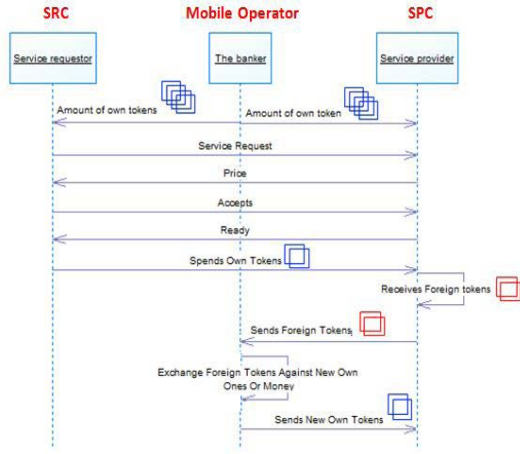 SRC Mobile Operator SPC
Service requestor The banker Service provider
Amount of own tokens Amount of own token
Service Request
Price
Accepts
Ready
Spends Own Tokens
Receives Foreign tokens
Sends Foreign Tokens
Exchange Foreign Tokens Against New Own
Ones Or Money
Sends New Own Tokens